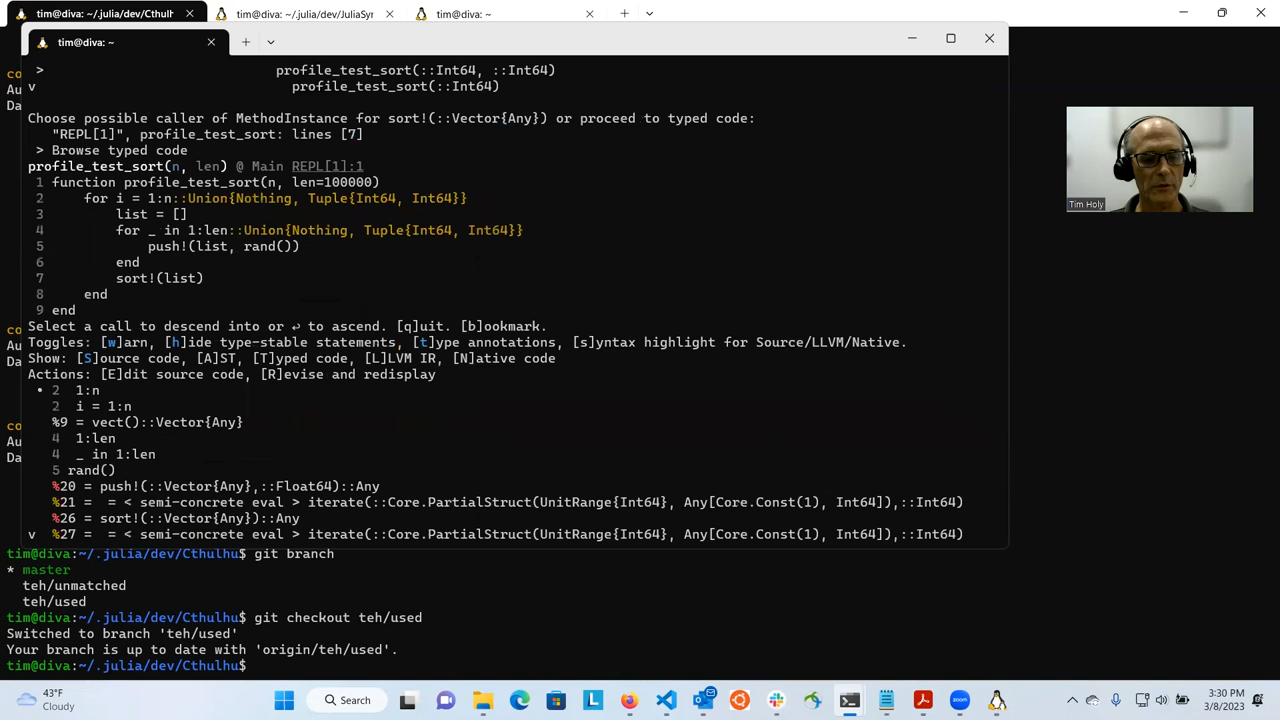 tim@diva: ~/.julia/dev/Cthulh
tim@diva: ~/.julia/dev/JuliaSyr
tim@diva: ~
tim@diva: ~
co
Au
Da
>                              profile_test_sort(::Int64, ::Int64)
v                                profile_test_sort(::Int64)
Choose possible caller of MethodInstance for sort!(::Vector{Any}) or proceed to typed code:
   "REPL[1]", profile_test_sort: lines [7]
 > Browse typed code
profile_test_sort(n, len) @ Main REPL[1]:1
 1 function profile_test_sort(n, len=100000)
 2     for i = 1:n::Union{Nothing, Tuple{Int64, Int64}}
 3         list = []
 4         for _ in 1:len::Union{Nothing, Tuple{Int64, Int64}}
 5             push!(list, rand())
 6         end
 7         sort!(list)
 8     end
 9 end
Select a call to descend into or ↩ to ascend. [q]uit. [b]ookmark.
Toggles: [w]arn, [h]ide type-stable statements, [t]ype annotations, [s]yntax highlight for Source/LLVM/Native.
Show: [S]ource code, [A]ST, [T]yped code, [L]LVM IR, [N]ative code
Actions: [E]dit source code, [R]evise and redisplay
 • 2  1:n
   2  i = 1:n
   %9 = vect()::Vector{Any}
   4  1:len
   4  _ in 1:len
   5 rand()
   %20 = push!(::Vector{Any},::Float64)::Any
   %21 =  = < semi-concrete eval > iterate(::Core.PartialStruct(UnitRange{Int64}, Any[Core.Const(1), Int64]),::Int64)
   %26 = sort!(::Vector{Any})::Any
v  %27 =  = < semi-concrete eval > iterate(::Core.PartialStruct(UnitRange{Int64}, Any[Core.Const(1), Int64]),::Int64)
co
Au
Da
co
Au
Da
tim@diva:~/.julia/dev/Cthulhu$ git branch
* master
  teh/unmatched
  teh/used
tim@diva:~/.julia/dev/Cthulhu$ git checkout teh/used
Switched to branch 'teh/used'
Your branch is up to date with 'origin/teh/used'.
tim@diva:~/.julia/dev/Cthulhu$
Tim Holy
43°F
Cloudy
Search
3:30 PM
3/8/2023